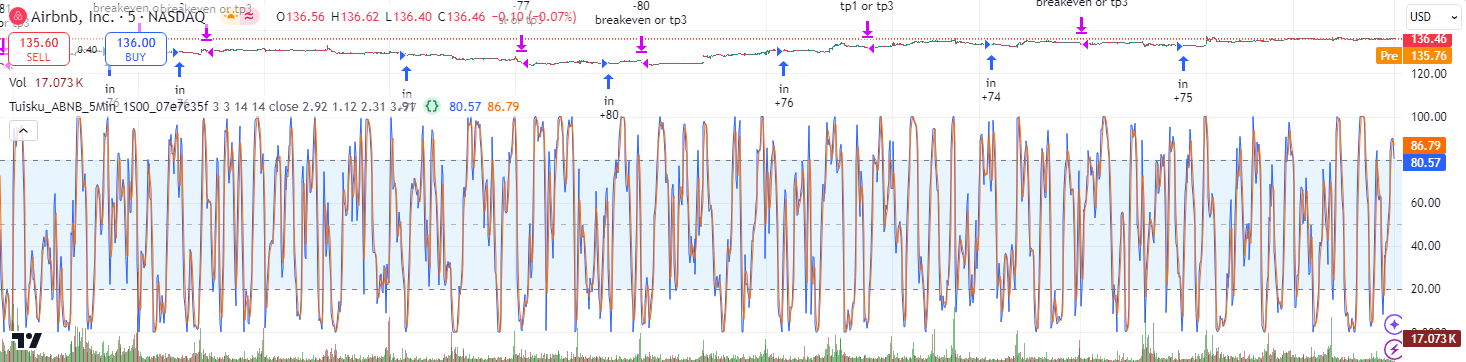 Airbnb, Inc. · 5 · NASDAQ
O136.56 H136.62 L136.40 C136.46 −0.10 (−0.07%)
breakeven or tp3
-77
-80
breakeven or tp3
tp1 or tp3
breakeven or tp3
USD
135.60
SELL
0.40
136.00
BUY
136.46
Pre 135.76
120.00
Vol 17.073 K
in
+80
in
+76
in
+74
in
+75
Tuisku_ABNB_5Min_1S00_07e7c35f 3 3 14 14 close 2.92 1.12 2.31 3.91 80.57 86.79
100.00
86.79
80.57
60.00
40.00
20.00
17.073 K